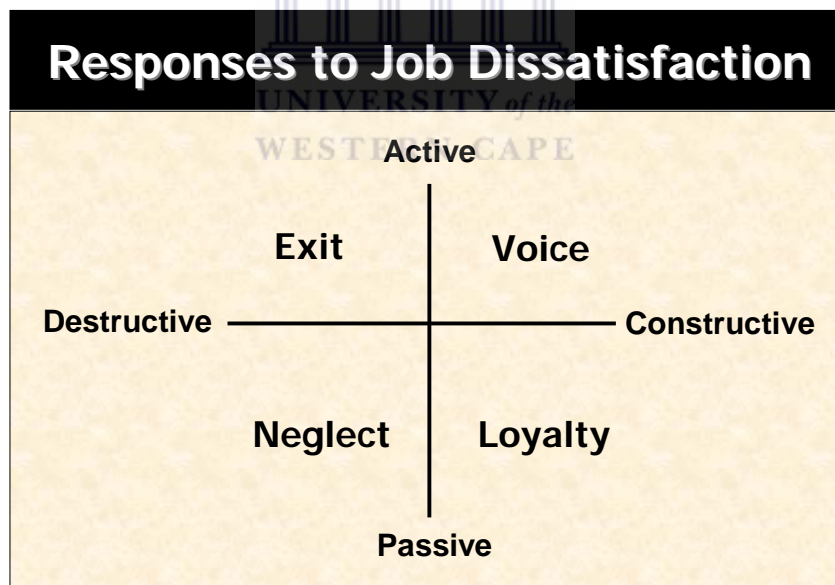 Responses to Job Dissatisfaction
UNIVERSITY of the
WESTERN CAPE
Active
Exit Voice
Destructive Constructive
Neglect Loyalty
Passive